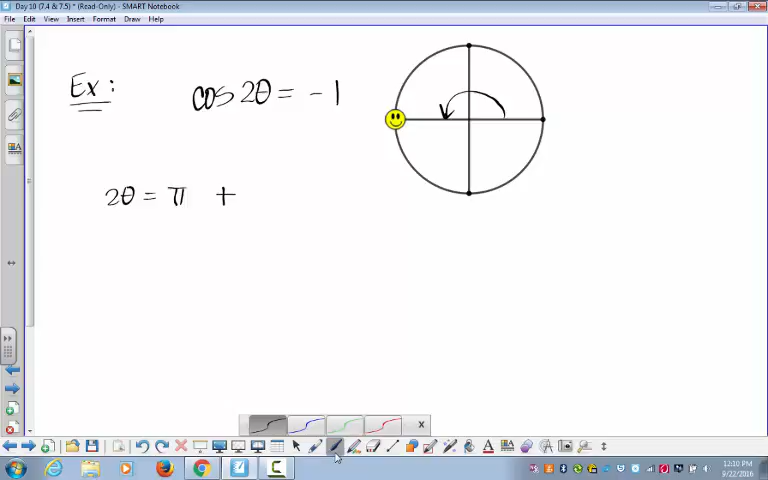 Day 10 (7.4 & 7.5) * (Read-Only) - SMART Notebook
File Edit View Insert Format Draw Help
Ex:
cos 2θ = -1
2θ = π +
12:10 PM
9/22/2016